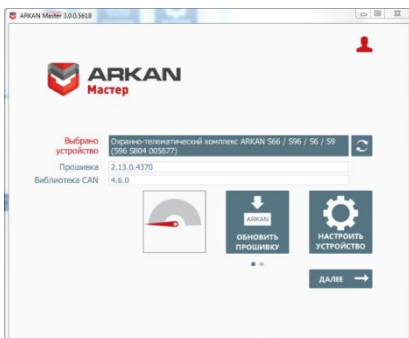 ARKAN Master 3.0.0.5618
ARKAN
Мастер
Выбрано устройство
Охранно-телематический комплекс ARKAN S66 / S96 / S6 / S9
(S96 S804 005677)
Прошивка
2.13.0.4370
Библиотека CAN
4.6.0
ARKAN
ОБНОВИТЬ
ПРОШИВКУ
НАСТРОИТЬ
УСТРОЙСТВО
ДАЛЕЕ